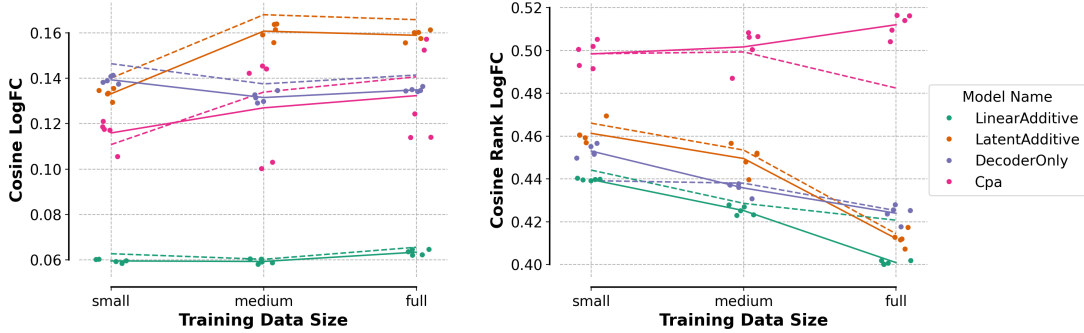 Cosine LogFC
0.16
0.14
0.12
0.10
0.08
0.06
small
medium
full
Training Data Size
Cosine Rank LogFC
0.52
0.50
0.48
0.46
0.44
0.42
0.40
small
medium
full
Training Data Size
Model Name
LinearAdditive
LatentAdditive
DecoderOnly
Cpa